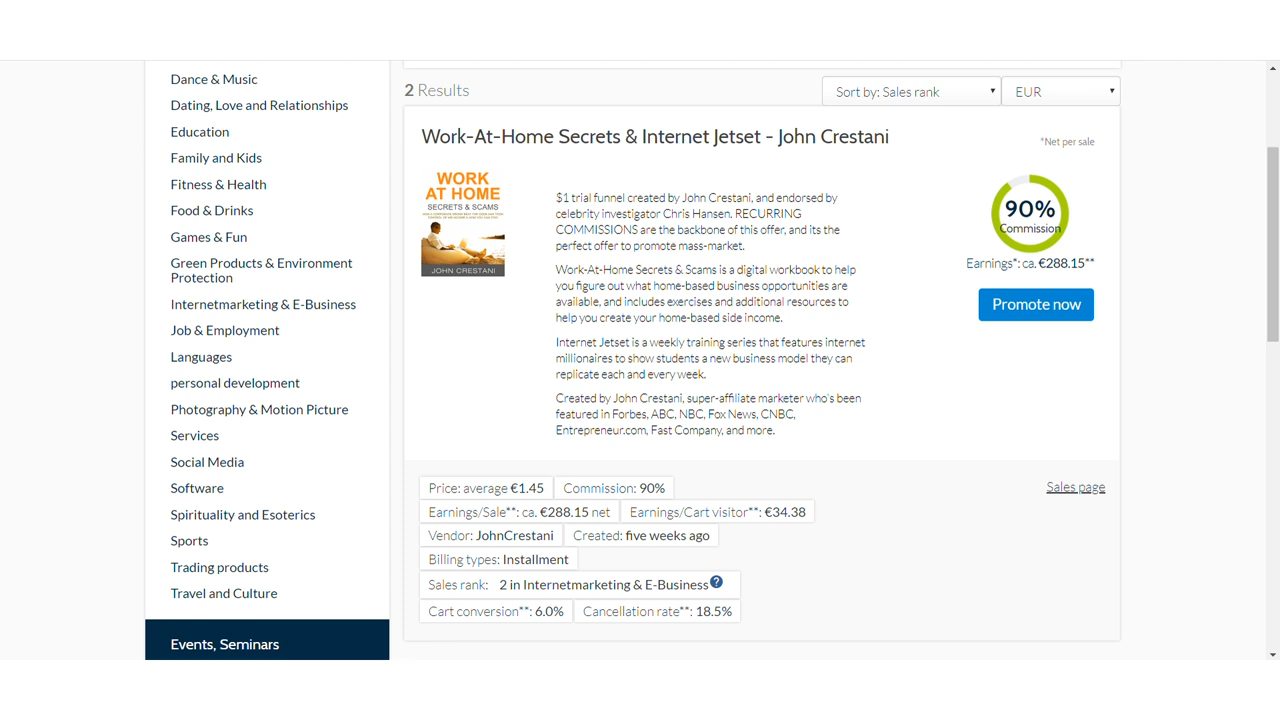 Dance & Music
Dating, Love and Relationships
Education
Family and Kids
Fitness & Health
Food & Drinks
Games & Fun
Green Products & Environment
Protection
Internetmarketing & E-Business
Job & Employment
Languages
personal development
Photography & Motion Picture
Services
Social Media
Software
Spirituality and Esoterics
Sports
Trading products
Travel and Culture
Events, Seminars
2 Results
Sort by: Sales rank
EUR
Work-At-Home Secrets & Internet Jetset - John Crestani
*Net per sale
WORK
AT HOME
SECRETS & SCAMS
JOHN CRESTANI
$1 trial funnel created by John Crestani, and endorsed by
celebrity investigator Chris Hansen. RECURRING
COMMISSIONS are the backbone of this offer, and its the
perfect offer to promote mass-market.
Work-At-Home Secrets & Scams is a digital workbook to help
you figure out what home-based business opportunities are
available, and includes exercises and additional resources to
help you create your home-based side income.
Internet Jetset is a weekly training series that features internet
millionaires to show students a new business model they can
replicate each and every week.
Created by John Crestani, super-affiliate marketer who's been
featured in Forbes, ABC, NBC, Fox News, CNBC,
Entrepreneur.com, Fast Company, and more.
90%
Commission
Earnings*: ca. €288.15**
Promote now
Price: average €1.45
Commission: 90%
Sales page
Earnings/Sale**: ca. €288.15 net
Earnings/Cart visitor**: €34.38
Vendor: JohnCrestani
Created: five weeks ago
Billing types: Installment
Sales rank: 2 in Internetmarketing & E-Business ?
Cart conversion**: 6.0%
Cancellation rate**: 18.5%